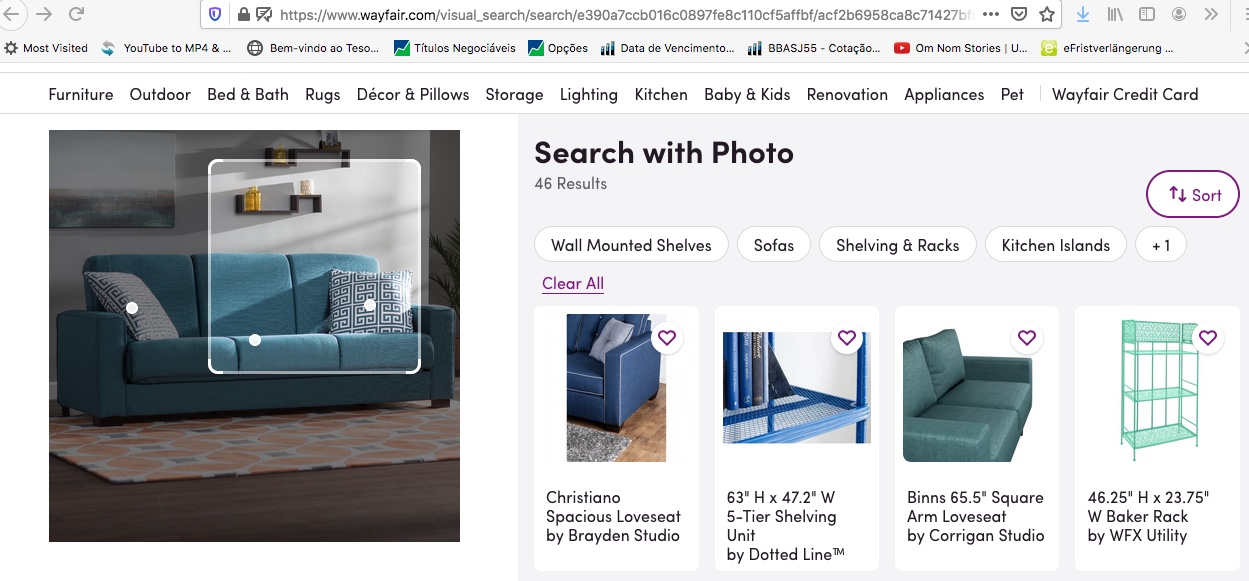 https://www.wayfair.com/visual_search/search/e390a7ccb016c0897fe8c110cf5affbf/acf2b6958ca8c71427b
Most Visited YouTube to MP4 & ... Bem-vindo ao Teso... Títulos Negociáveis Opções Data de Vencimento... BBASJ55 - Cotação... Om Nom Stories | U... eFristverlängerung ...
Furniture Outdoor Bed & Bath Rugs Décor & Pillows Storage Lighting Kitchen Baby & Kids Renovation Appliances Pet Wayfair Credit Card
Search with Photo
46 Results
Sort
Wall Mounted Shelves Sofas Shelving & Racks Kitchen Islands + 1
Clear All
Christiano
Spacious Loveseat
by Brayden Studio
63" H x 47.2" W
5-Tier Shelving
Unit
by Dotted Line™
Binns 65.5" Square
Arm Loveseat
by Corrigan Studio
46.25" H x 23.75"
W Baker Rack
by WFX Utility